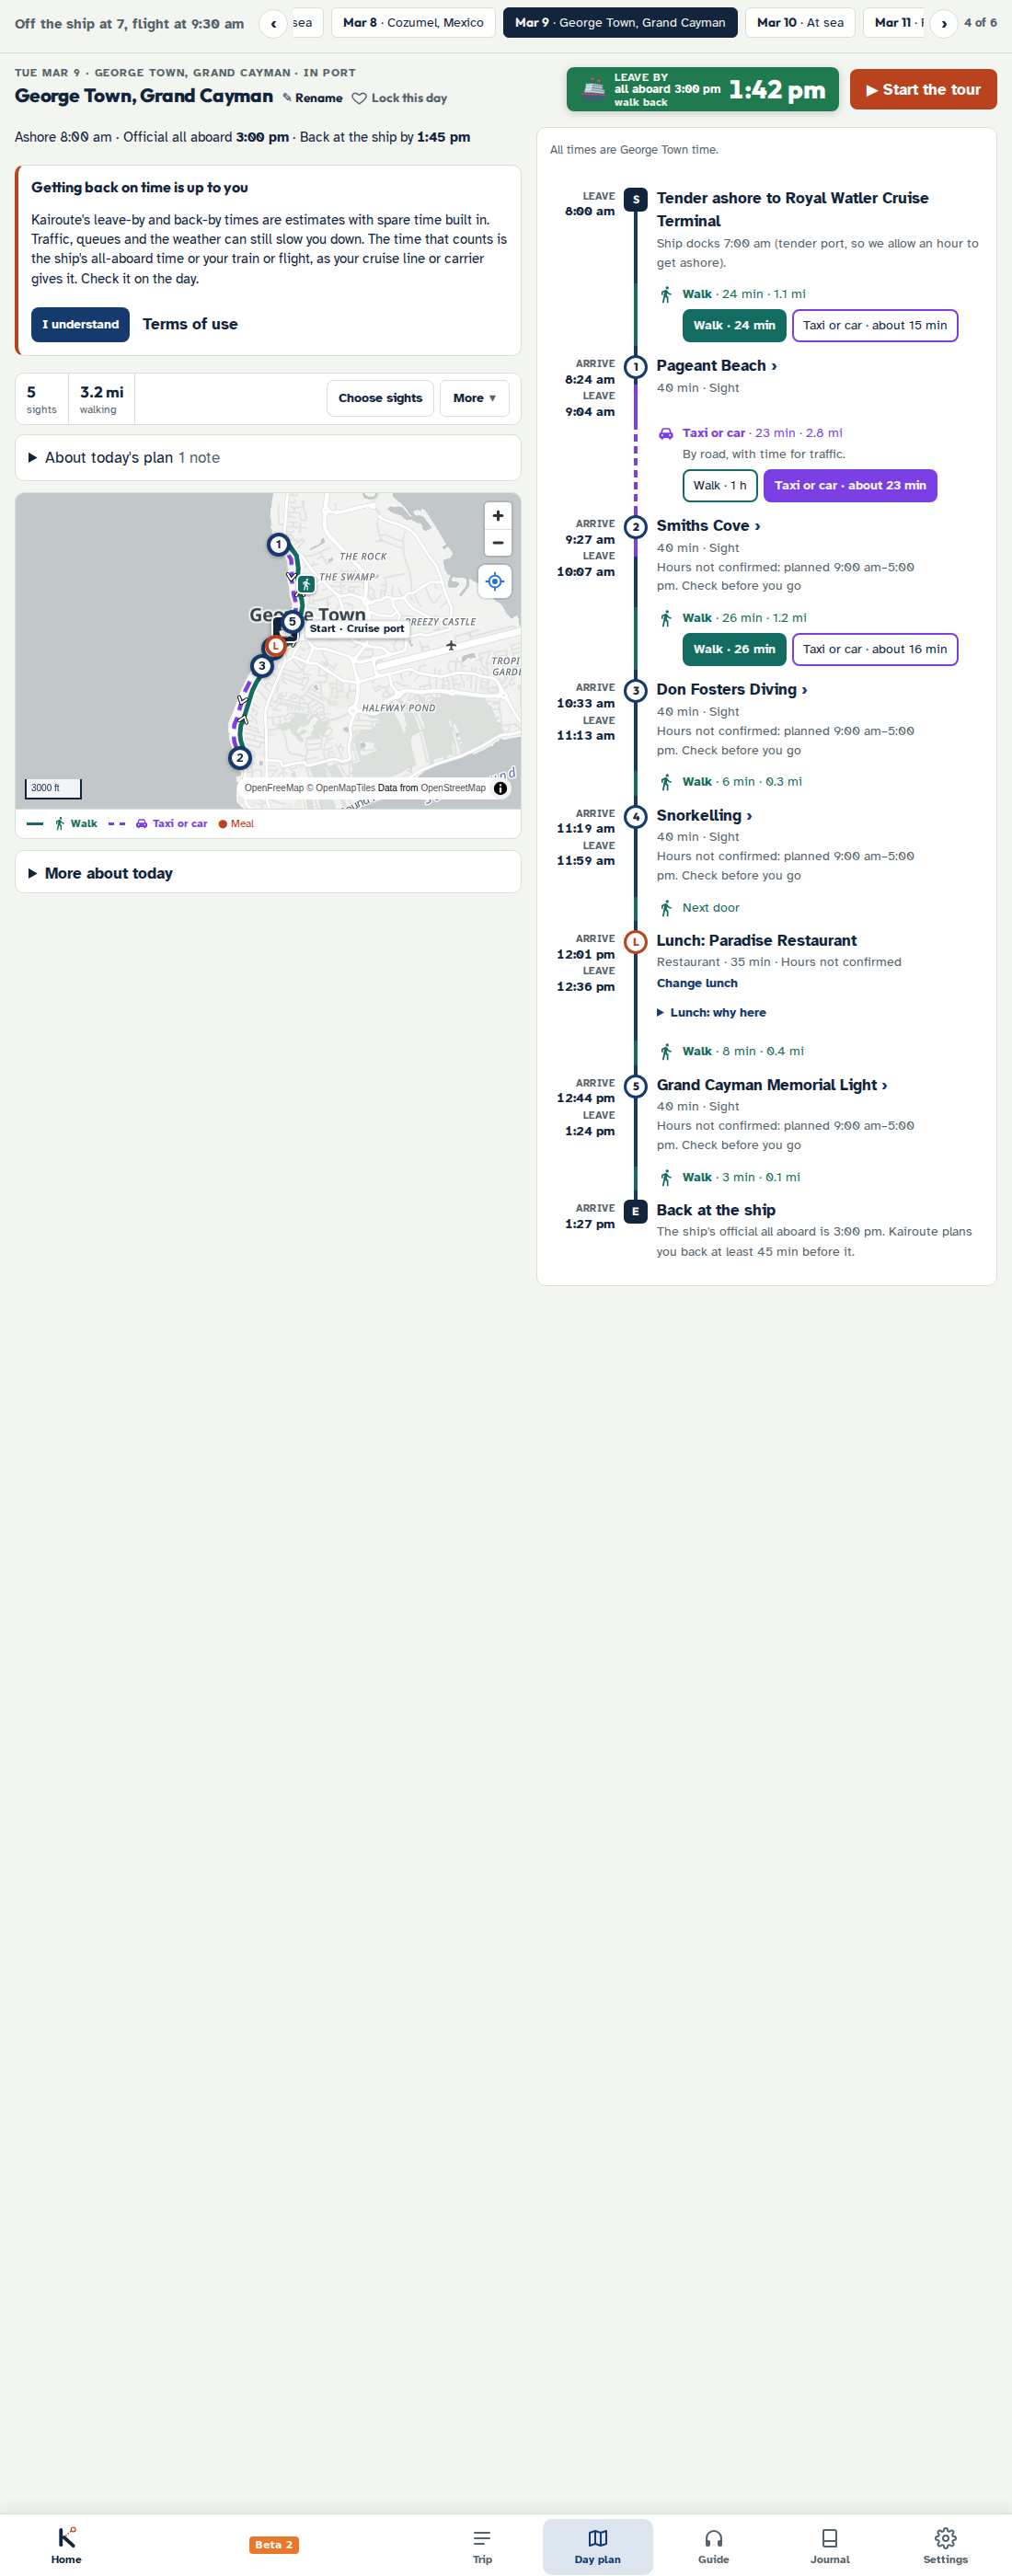 Off the ship at 7, flight at 9:30 am
‹
sea
Mar 8 · Cozumel, Mexico
Mar 9 · George Town, Grand Cayman
Mar 10 · At sea
Mar 11 ·
›
4 of 6
TUE MAR 9 · GEORGE TOWN, GRAND CAYMAN · IN PORT
George Town, Grand Cayman
✎ Rename
Lock this day
LEAVE BY
all aboard 3:00 pm
walk back
1:42 pm
▶ Start the tour
Ashore 8:00 am · Official all aboard 3:00 pm · Back at the ship by 1:45 pm
Getting back on time is up to you
Kairoute's leave-by and back-by times are estimates with spare time built in.
Traffic, queues and the weather can still slow you down. The time that counts is
the ship's all-aboard time or your train or flight, as your cruise line or carrier
gives it. Check it on the day.
I understand
Terms of use
5
sights
3.2 mi
walking
Choose sights
More ▼
▶ About today's plan 1 note
1
THE ROCK
THE SWAMP
George Town
5
Start · Cruise port
BREEZY CASTLE
L
3
TROPI
GARDE
HALFWAY POND
2
+
−
3000 ft
OpenFreeMap © OpenMapTiles Data from OpenStreetMap
Walk
Taxi or car
Meal
▶ More about today
All times are George Town time.
LEAVE
8:00 am
S
Tender ashore to Royal Watler Cruise
Terminal
Ship docks 7:00 am (tender port, so we allow an hour to
get ashore).
Walk · 24 min · 1.1 mi
Walk · 24 min
Taxi or car · about 15 min
ARRIVE
8:24 am
LEAVE
9:04 am
1
Pageant Beach ›
40 min · Sight
Taxi or car · 23 min · 2.8 mi
By road, with time for traffic.
Walk · 1 h
Taxi or car · about 23 min
ARRIVE
9:27 am
LEAVE
10:07 am
2
Smiths Cove ›
40 min · Sight
Hours not confirmed: planned 9:00 am–5:00
pm. Check before you go
Walk · 26 min · 1.2 mi
Walk · 26 min
Taxi or car · about 16 min
ARRIVE
10:33 am
LEAVE
11:13 am
3
Don Fosters Diving ›
40 min · Sight
Hours not confirmed: planned 9:00 am–5:00
pm. Check before you go
Walk · 6 min · 0.3 mi
ARRIVE
11:19 am
LEAVE
11:59 am
4
Snorkelling ›
40 min · Sight
Hours not confirmed: planned 9:00 am–5:00
pm. Check before you go
Next door
ARRIVE
12:01 pm
LEAVE
12:36 pm
L
Lunch: Paradise Restaurant
Restaurant · 35 min · Hours not confirmed
Change lunch
▶ Lunch: why here
Walk · 8 min · 0.4 mi
ARRIVE
12:44 pm
LEAVE
1:24 pm
5
Grand Cayman Memorial Light ›
40 min · Sight
Hours not confirmed: planned 9:00 am–5:00
pm. Check before you go
Walk · 3 min · 0.1 mi
ARRIVE
1:27 pm
E
Back at the ship
The ship's official all aboard is 3:00 pm. Kairoute plans
you back at least 45 min before it.
Home
Beta 2
Trip
Day plan
Guide
Journal
Settings